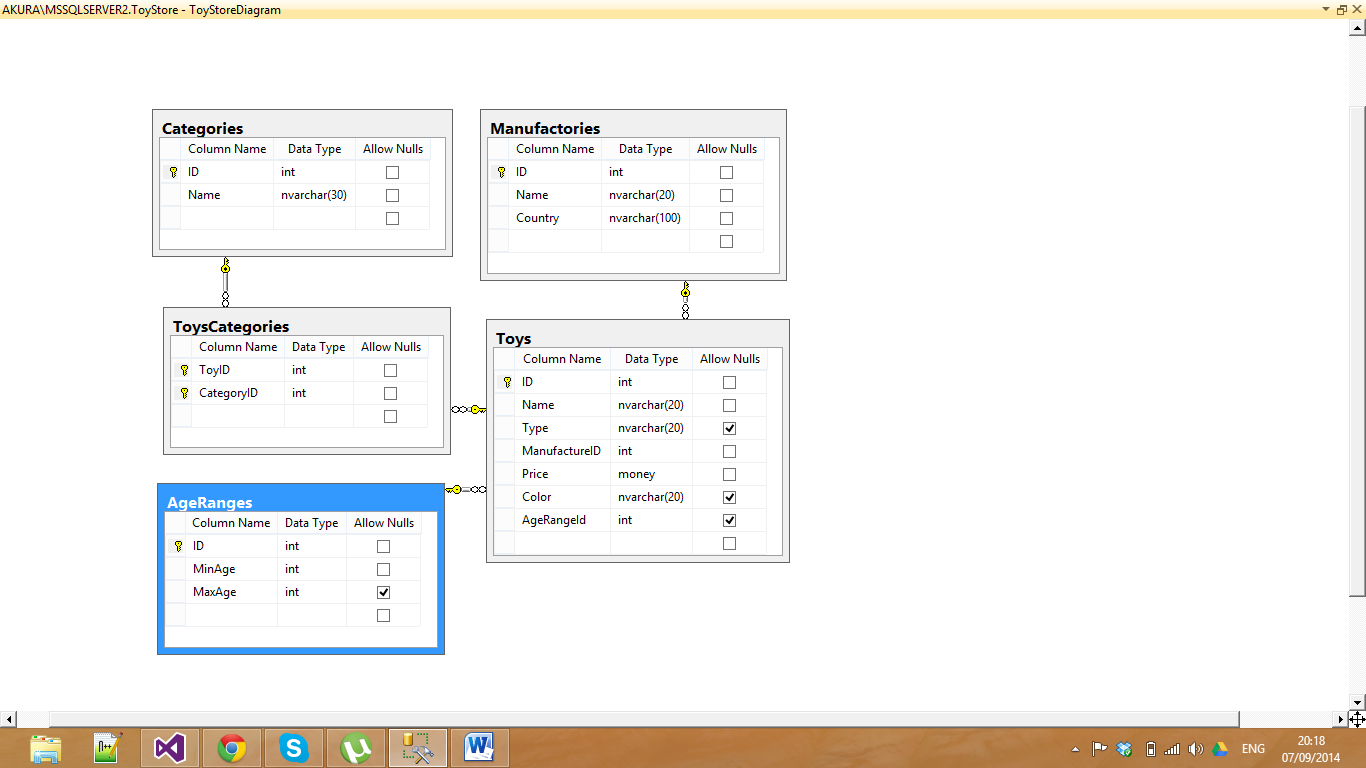 AKURA\MSSQLSERVER2.ToyStore - ToyStoreDiagram
Categories
Column Name Data Type Allow Nulls
ID int
Name nvarchar(30)
Manufactories
Column Name Data Type Allow Nulls
ID int
Name nvarchar(20)
Country nvarchar(100)
ToysCategories
Column Name Data Type Allow Nulls
ToyID int
CategoryID int
Toys
Column Name Data Type Allow Nulls
ID int
Name nvarchar(20)
Type nvarchar(20)
ManufactureID int
Price money
Color nvarchar(20)
AgeRangeId int
AgeRanges
Column Name Data Type Allow Nulls
ID int
MinAge int
MaxAge int
ENG
20:18
07/09/2014